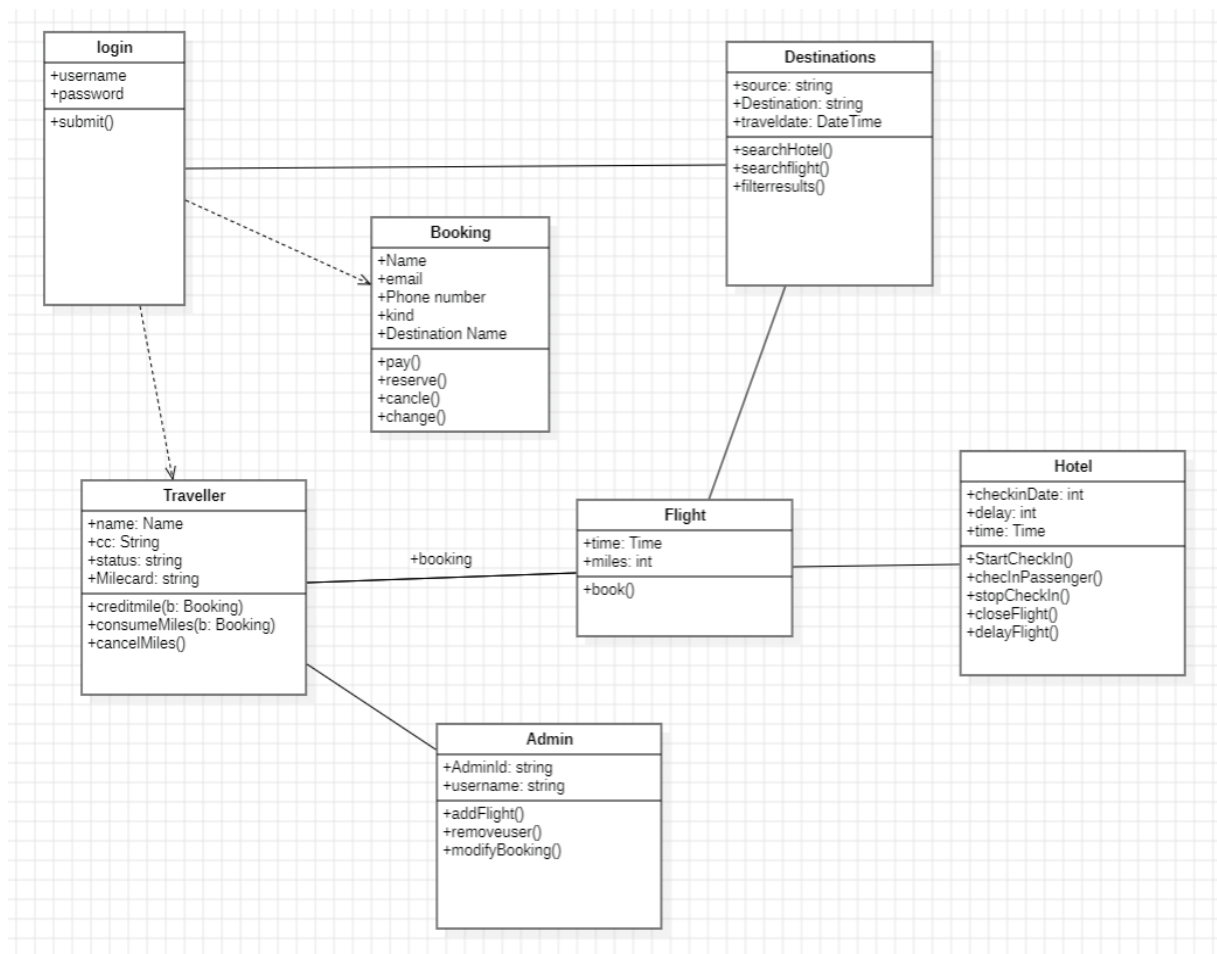 login
+username
+password
+submit()
Destinations
+source: string
+Destination: string
+traveldate: DateTime
+searchHotel()
+searchflight()
+filterresults()
Booking
+Name
+email
+Phone number
+kind
+Destination Name
+pay()
+reserve()
+cancle()
+change()
Traveller
+name: Name
+cc: String
+status: string
+Milecard: string
+creditmile(b: Booking)
+consumeMiles(b: Booking)
+cancelMiles()
+booking
Flight
+time: Time
+miles: int
+book()
Hotel
+checkinDate: int
+delay: int
+time: Time
+StartCheckIn()
+checInPassenger()
+stopCheckIn()
+closeFlight()
+delayFlight()
Admin
+AdminId: string
+username: string
+addFlight()
+removeuser()
+modifyBooking()